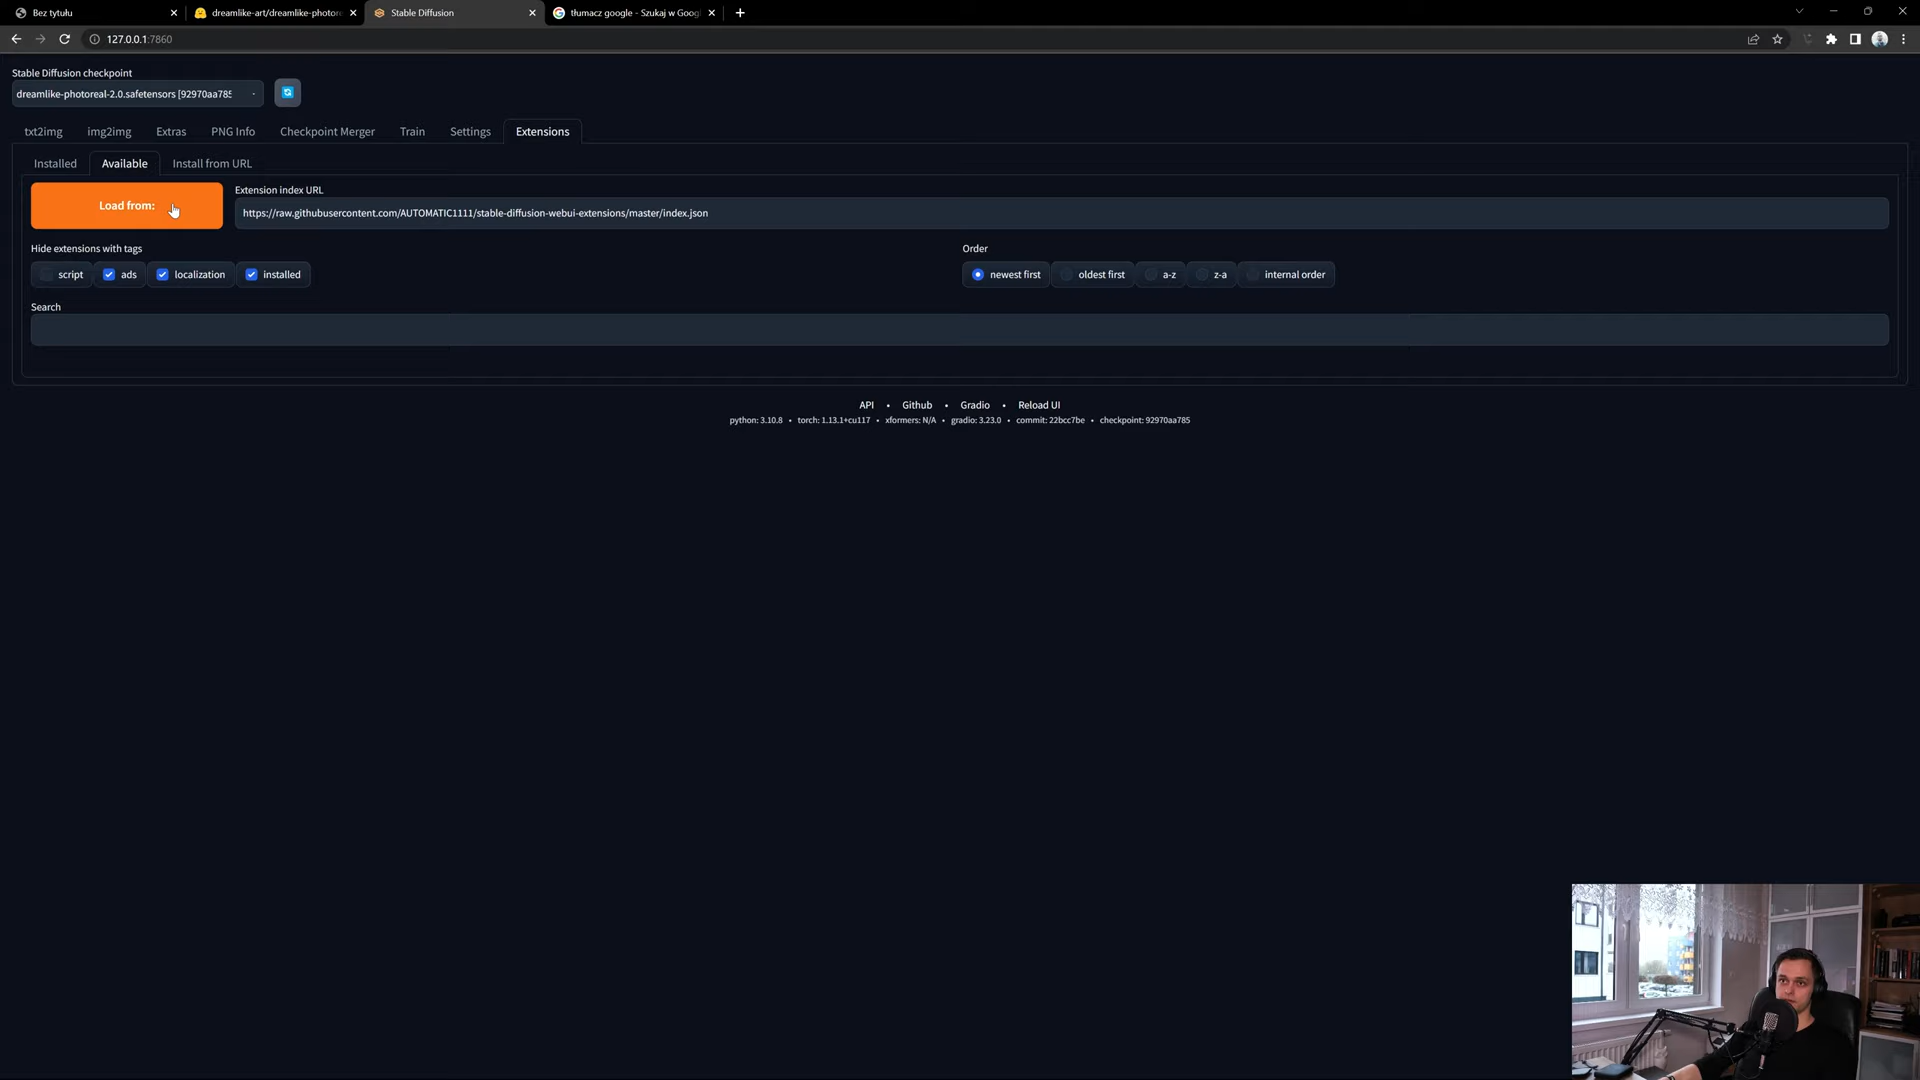 Bez tytułu
dreamlike-art/dreamlike-photore
Stable Diffusion
tłumacz google - Szukaj w Goog
127.0.0.1:7860
Stable Diffusion checkpoint
dreamlike-photoreal-2.0.safetensors [92970aa785
txt2img img2img Extras PNG Info Checkpoint Merger Train Settings Extensions
Installed Available Install from URL
Load from:
Extension index URL
https://raw.githubusercontent.com/AUTOMATIC1111/stable-diffusion-webui-extensions/master/index.json
Hide extensions with tags
script ads localization installed
Order
newest first oldest first a-z z-a internal order
Search
API • Github • Gradio • Reload UI
python: 3.10.8 • torch: 1.13.1+cu117 • xformers: N/A • gradio: 3.23.0 • commit: 22bcc7be • checkpoint: 92970aa785